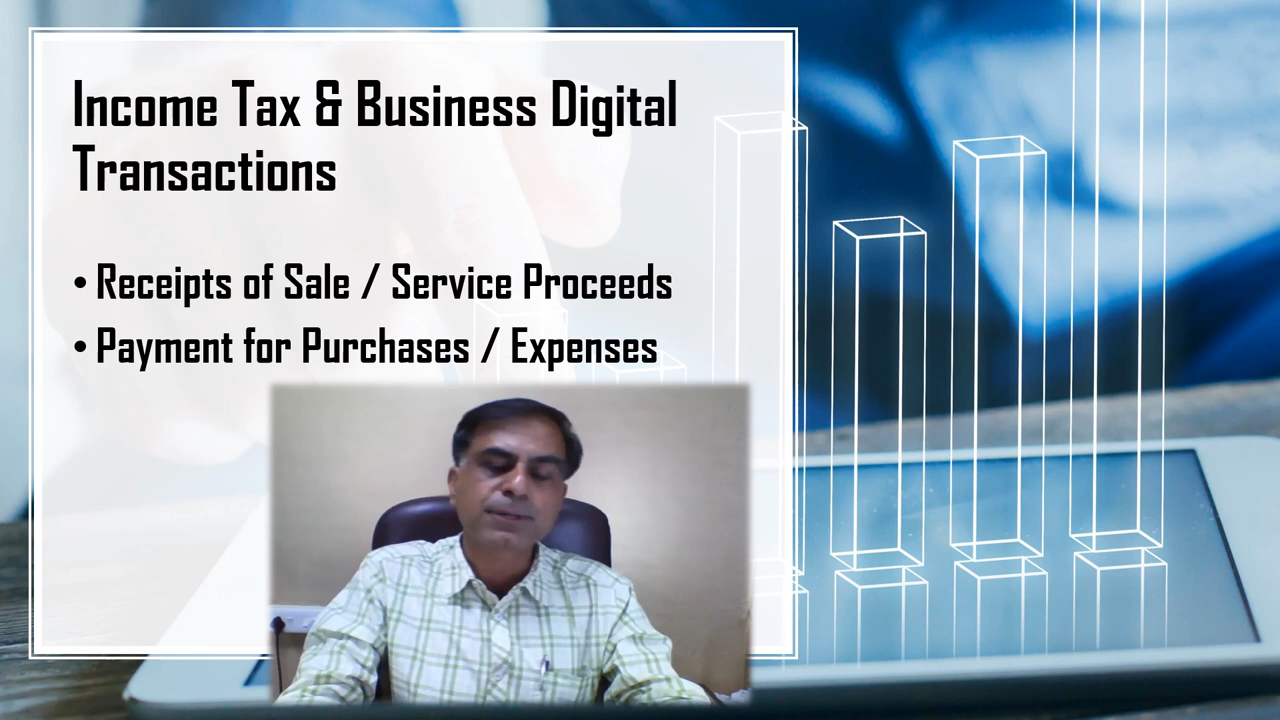 Income Tax & Business Digital
Transactions
• Receipts of Sale / Service Proceeds
• Payment for Purchases / Expenses